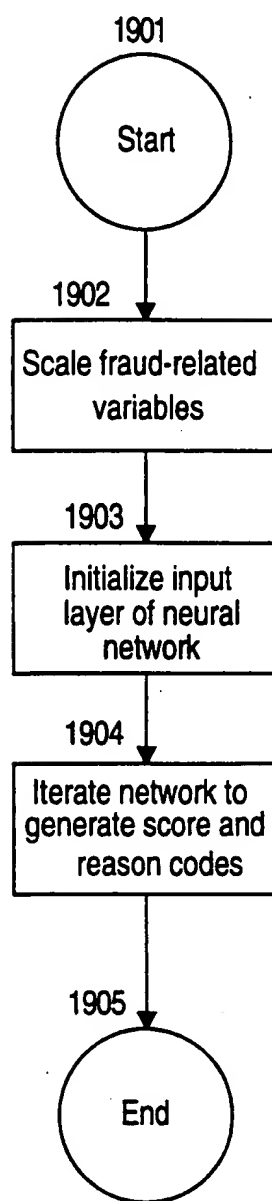 1901
Start
1902
Scale fraud-related
variables
1903
Initialize input
layer of neural
network
1904
Iterate network to
generate score and
reason codes
1905
End